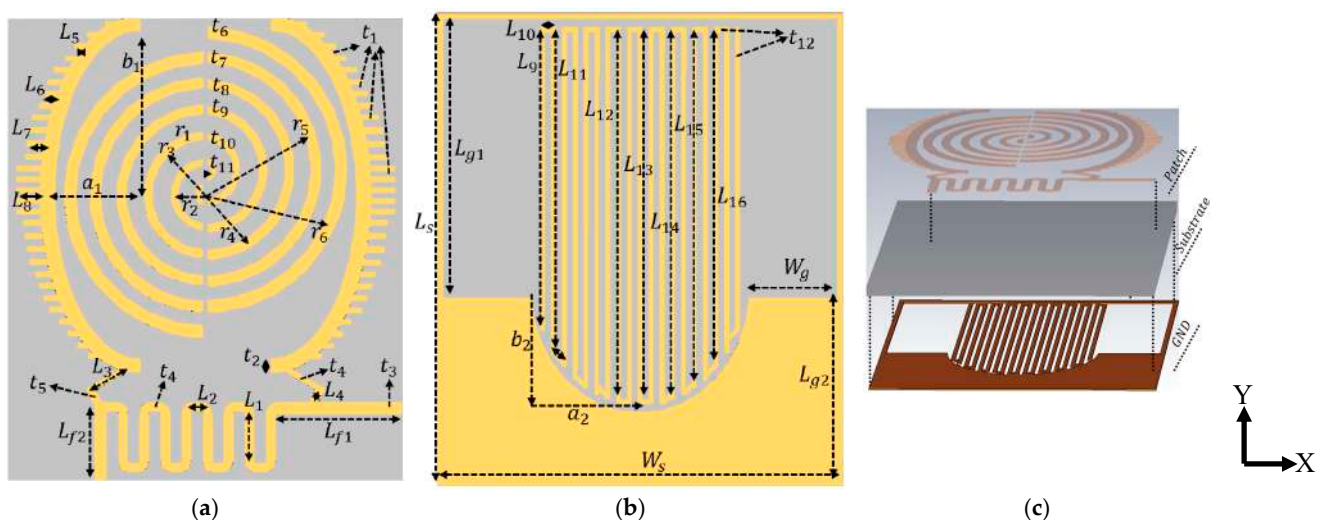 L5
t6
t1
b1
t7
L6
t8
t9
L7
r1
r5
t10
r3
t11
a1
L8
r2
r4
r6
t2
L3
t4
t4
t3
t5
L2
L1
L4
Lf2
Lf1
(a)
L10
t12
L9
L11
L12
L15
Lg1
L13
L16
Ls
L14
Wg
b2
a2
Lg2
Ws
(b)
Patch
Substrate
GND
(c)
Y
X